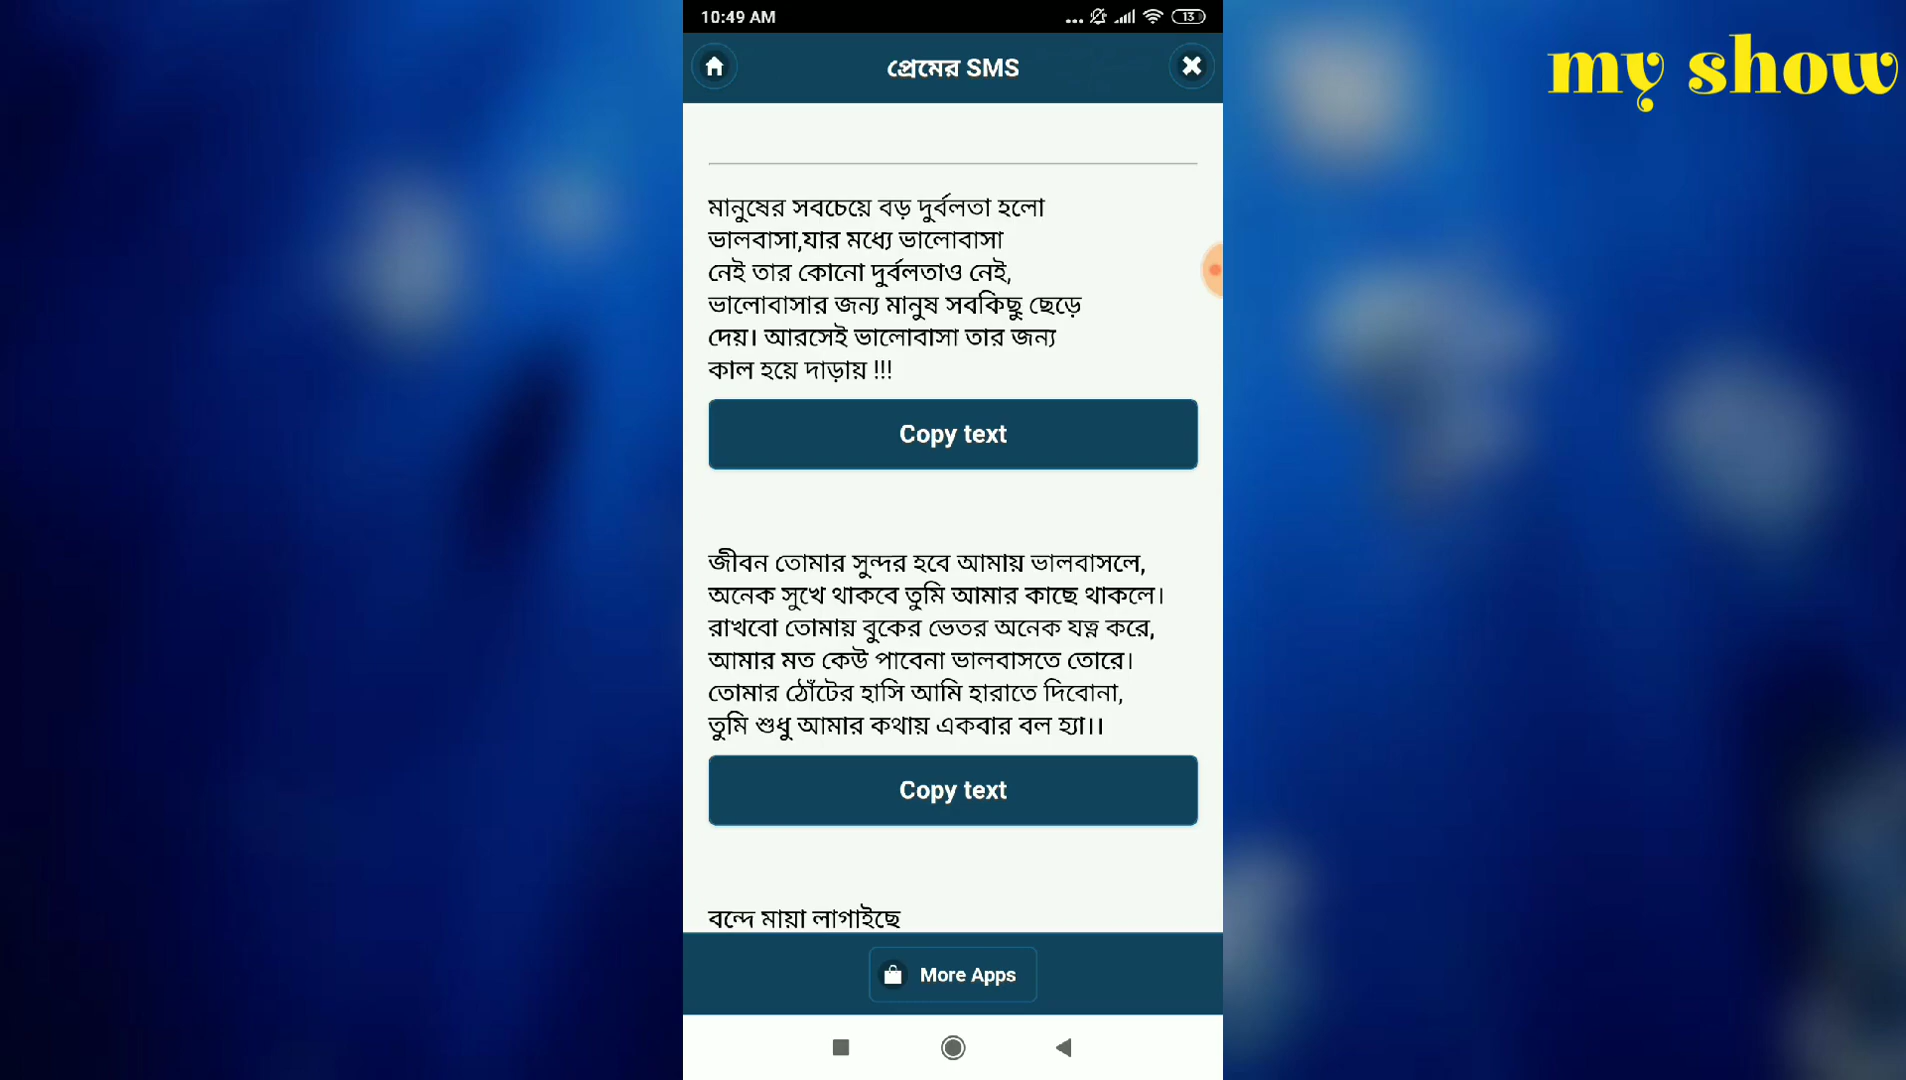 10:49 AM
13
my show
প্রেমের SMS
মানুষের সবচেয়ে বড় দুর্বলতা হলো
ভালবাসা,যার মধ্যে ভালোবাসা
নেই তার কোনো দুর্বলতাও নেই,
ভালোবাসার জন্য মানুষ সবকিছু ছেড়ে
দেয়। আরসেই ভালোবাসা তার জন্য
কাল হয়ে দাড়ায় !!!
Copy text
জীবন তোমার সুন্দর হবে আমায় ভালবাসলে,
অনেক সুখে থাকবে তুমি আমার কাছে থাকলে।
রাখবো তোমায় বুকের ভেতর অনেক যত্ন করে,
আমার মত কেউ পাবেনা ভালবাসতে তোরে।
তোমার ঠোঁটের হাসি আমি হারাতে দিবোনা,
তুমি শুধু আমার কথায় একবার বল হ্যা।।
Copy text
বন্দে মায়া লাগাইছে
More Apps